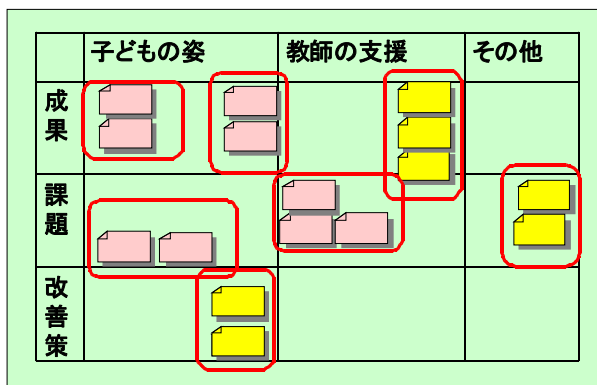 子どもの姿
教師の支援
その他
成果
課題
改善策